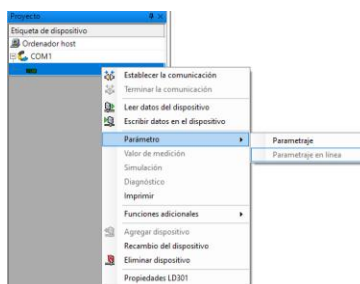 Proyecto
Etiqueta de dispositivo
Ordenador host
COM1
Establecer la comunicación
Terminar la comunicación
Leer datos del dispositivo
Escribir datos en el dispositivo
Parámetro
Parametraje
Valor de medición
Parametraje en línea
Simulación
Diagnóstico
Imprimir
Funciones adicionales
Agregar dispositivo
Recambio del dispositivo
Eliminar dispositivo
Propiedades LD301